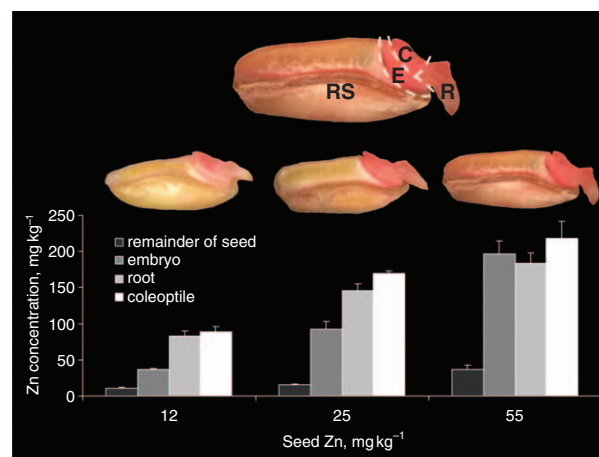 C
E
RS
R
250
200
150
100
50
0
Zn concentration, mg kg⁻¹
remainder of seed
embryo
root
coleoptile
12
25
55
Seed Zn, mg kg⁻¹